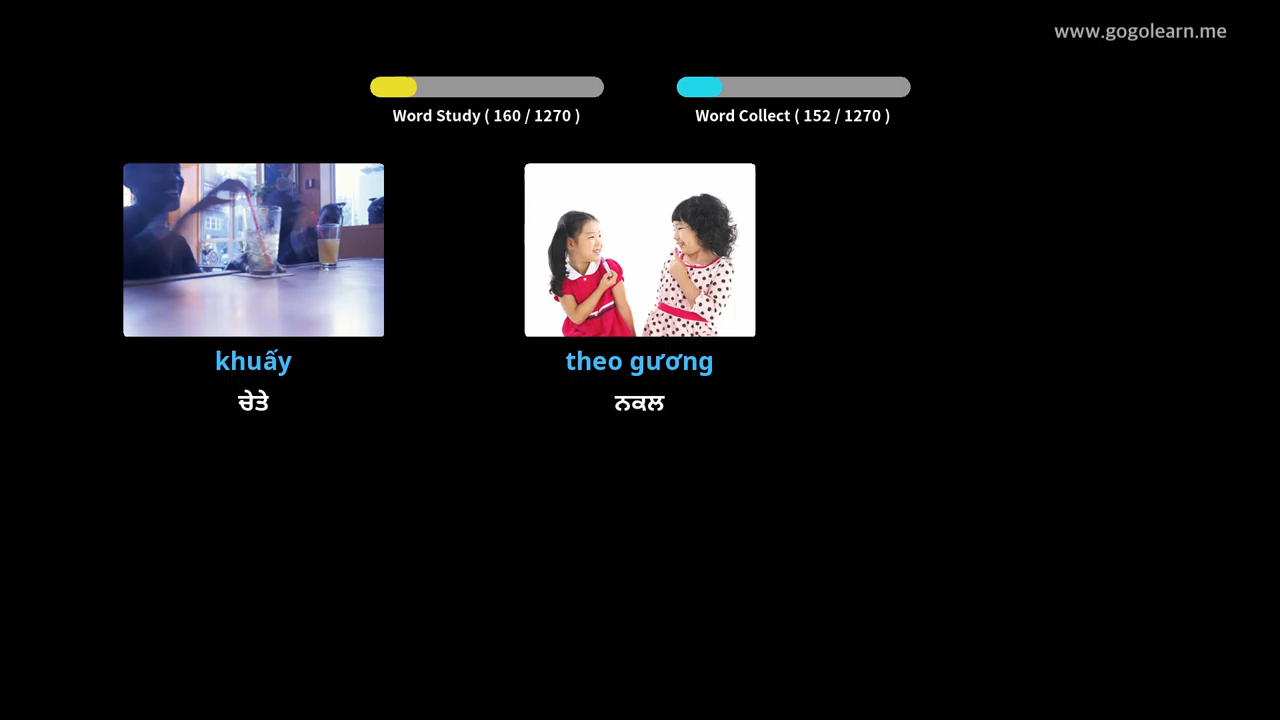 www.gogolearn.me
Word Study ( 160 / 1270 )
Word Collect ( 152 / 1270 )
khuấy
theo gương
ਚੇਤੇ
ਨਕਲ